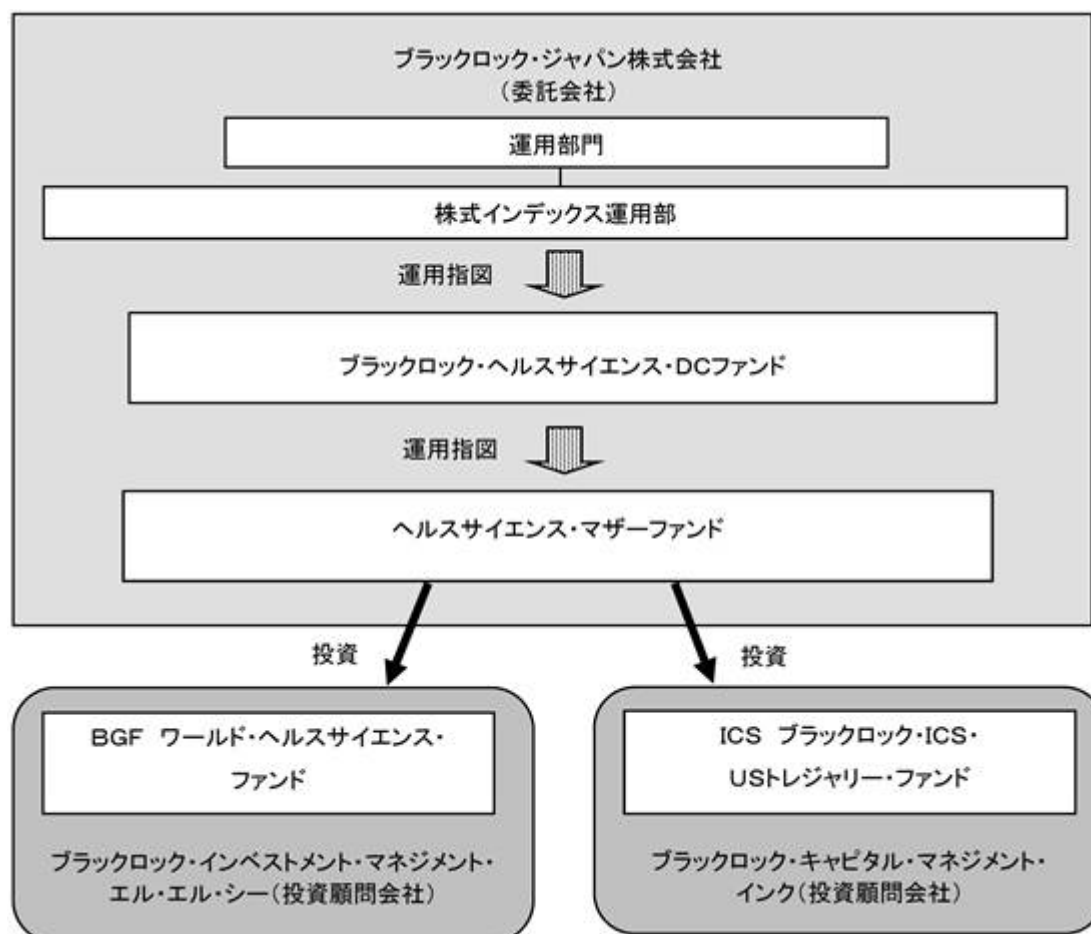 ブラックロック・ジャパン株式会社
（委託会社）
運用部門
株式インデックス運用部
運用指図
ブラックロック・ヘルスサイエンス・DCファンド
運用指図
ヘルスサイエンス・マザーファンド
投資
投資
BGF ワールド・ヘルスサイエンス・
ファンド
ブラックロック・インベストメント・マネジメント・
エル・エル・シー（投資顧問会社）
ICS ブラックロック・ICS・
USトレジャリー・ファンド
ブラックロック・キャピタル・マネジメント・
インク（投資顧問会社）